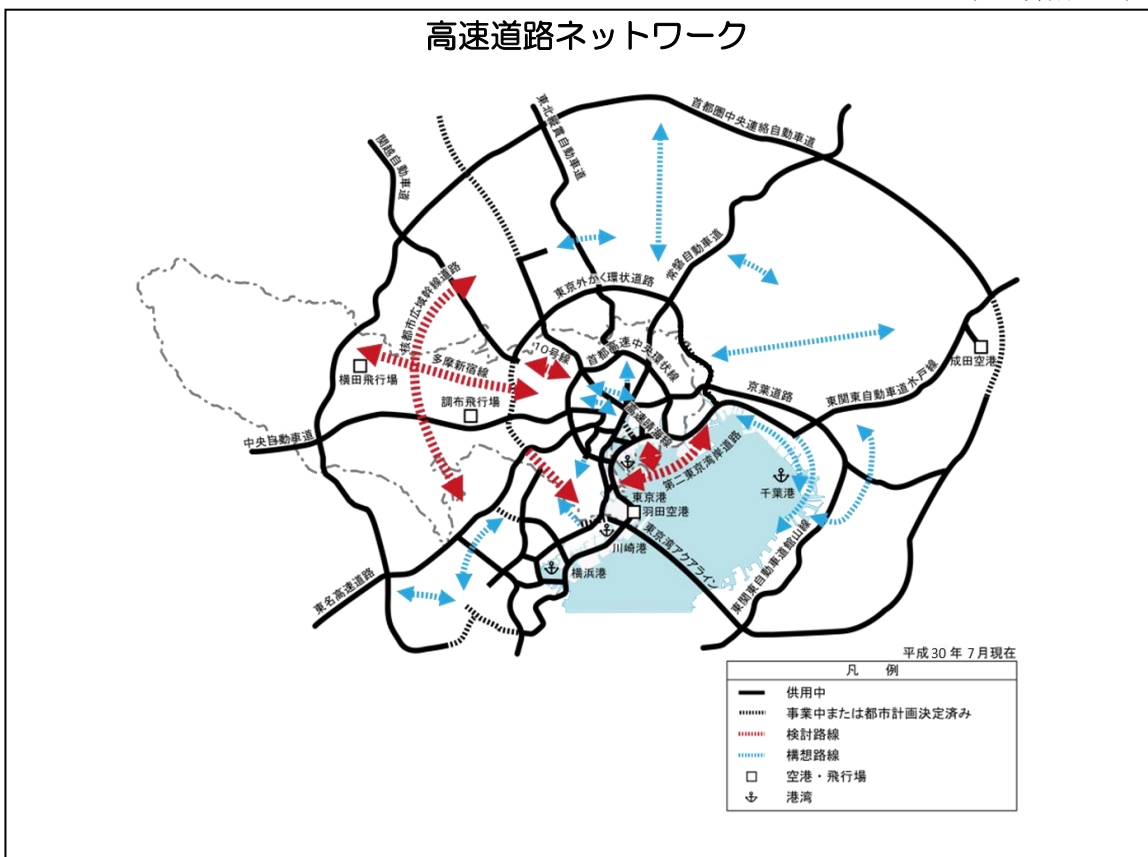 高速道路ネットワーク
首都圏中央連絡自動車道
東北縦貫自動車道
関越自動車道
常磐自動車道
核都市広域幹線道路
東京外かく環状道路
10号線
首都高速中央環状線
多摩新宿線
横田飛行場
調布飛行場
成田空港
京葉道路
東関東自動車道水戸線
高速晴海線
中央自動車道
第二東京湾岸道路
千葉港
東京港
羽田空港
川崎港
東京湾アクアライン
横浜港
東関東自動車道館山線
東名高速道路
平成30年7月現在
凡 例
供用中
事業中または都市計画決定済み
検討路線
構想路線
空港・飛行場
港湾